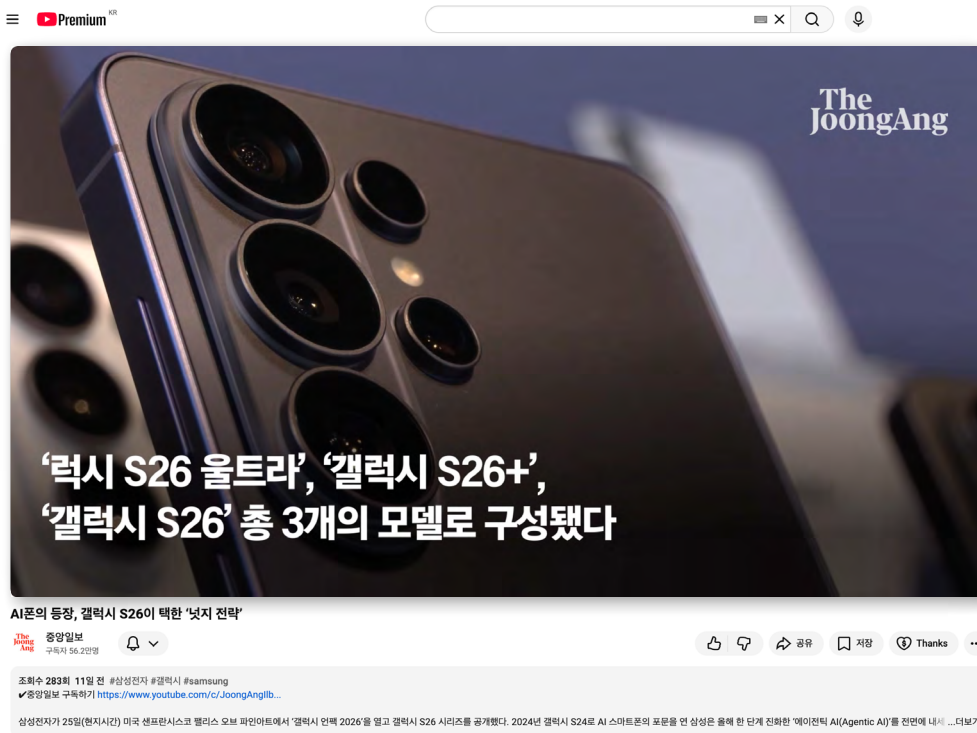 Premium KR
The
JoongAng
‘럭시 S26 울트라’, ‘갤럭시 S26+’,
‘갤럭시 S26’ 총 3개의 모델로 구성됐다
AI폰의 등장, 갤럭시 S26이 택한 ‘넛지 전략’
The
Joong
Ang
중앙일보
구독자 56.2만명
공유
저장
Thanks
조회수 283회 11일 전 #삼성전자 #갤럭시 #samsung
✔중앙일보 구독하기 https://www.youtube.com/c/JoongAngIlb...
삼성전자가 25일(현지시간) 미국 샌프란시스코 팰리스 오브 파인아트에서 ‘갤럭시 언팩 2026’을 열고 갤럭시 S26 시리즈를 공개했다. 2024년 갤럭시 S24로 AI 스마트폰의 포문을 연 삼성은 올해 한 단계 진화한 ‘에이전틱 AI(Agentic AI)’를 전면에 내세 ...더보기